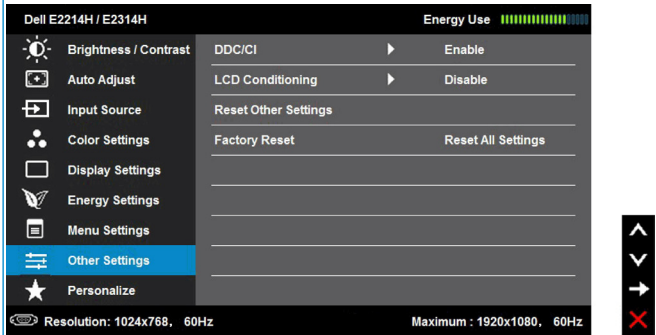 Dell E2214H / E2314H Energy Use
Brightness / Contrast DDC/CI Enable
Auto Adjust LCD Conditioning Disable
Input Source Reset Other Settings
Color Settings Factory Reset Reset All Settings
Display Settings
Energy Settings
Menu Settings
Other Settings
Personalize
Resolution: 1024x768, 60Hz Maximum : 1920x1080, 60Hz